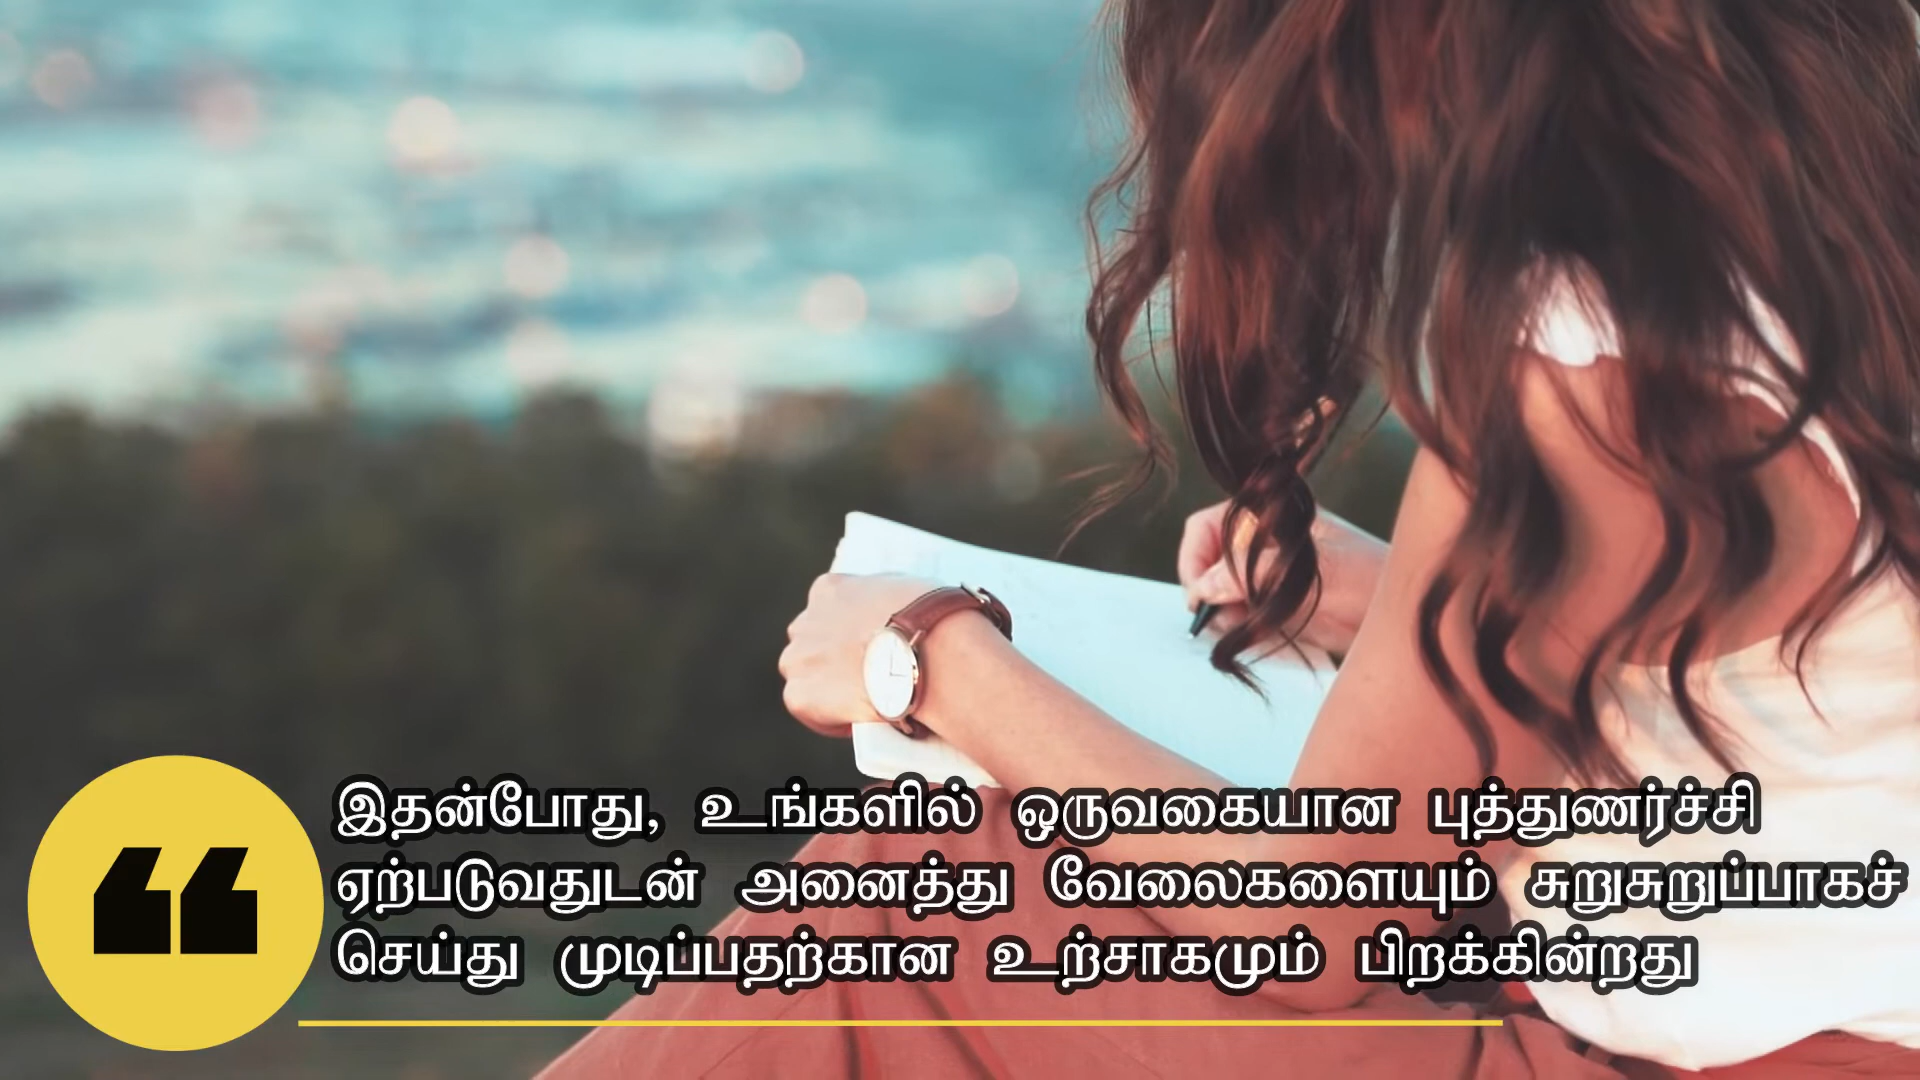 இதன்போது, உங்களில் ஒருவகையான புத்துணர்ச்சி
ஏற்படுவதுடன் அனைத்து வேலைகளையும் சுறுசுறுப்பாகச்
செய்து முடிப்பதற்கான உற்சாகமும் பிறக்கின்றது